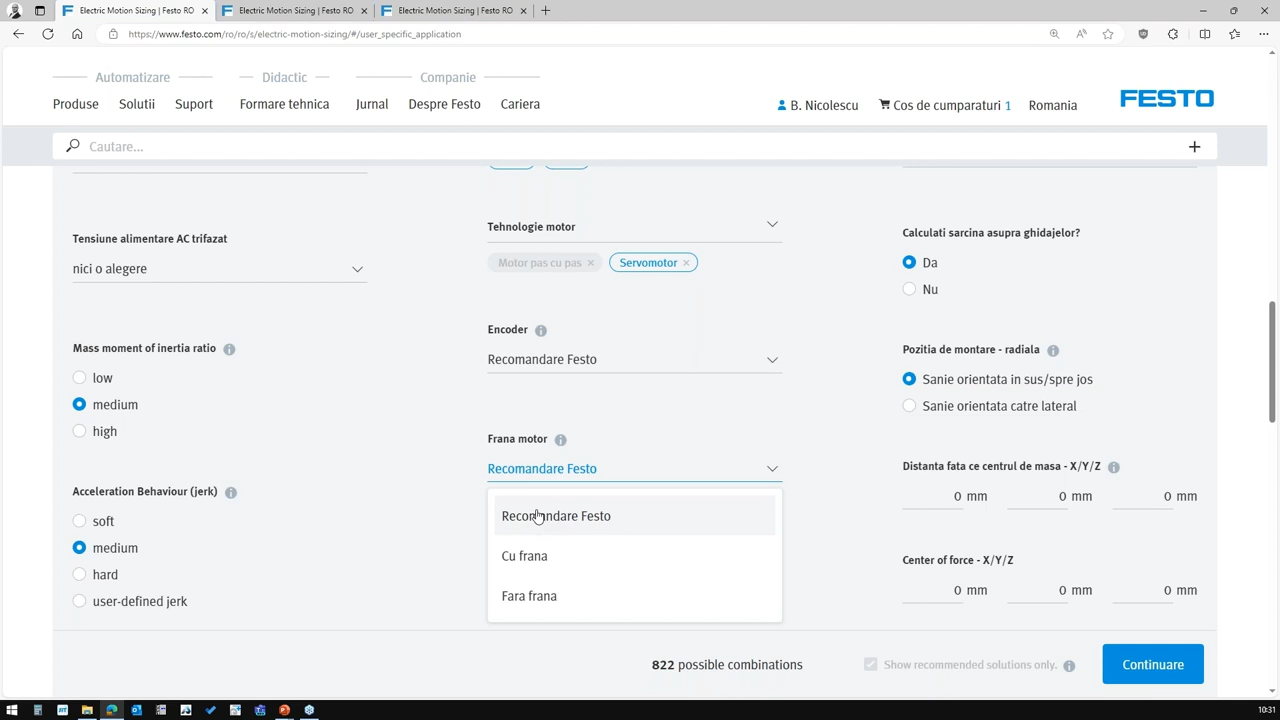 Electric Motion Sizing | Festo RO
Electric Motion Sizing | Festo RO
Electric Motion Sizing | Festo RO
https://www.festo.com/ro/ro/s/electric-motion-sizing/#/user_specific_application
Automatizare
Didactic
Companie
Produse
Solutii
Suport
Formare tehnica
Jurnal
Despre Festo
Cariera
B. Nicolescu
Cos de cumparaturi 1
Romania
FESTO
Cautare...
Tensiune alimentare AC trifazat
nici o alegere
Mass moment of inertia ratio
low
medium
high
Acceleration Behaviour (jerk)
soft
medium
hard
user-defined jerk
Tehnologie motor
Motor pas cu pas
Servomotor
Encoder
Recomandare Festo
Frana motor
Recomandare Festo
Recomandare Festo
Cu frana
Fara frana
Calculati sarcina asupra ghidajelor?
Da
Nu
Pozitia de montare - radiala
Sanie orientata in sus/spre jos
Sanie orientata catre lateral
Distanta fata ce centrul de masa - X/Y/Z
0 mm 0 mm 0 mm
Center of force - X/Y/Z
0 mm 0 mm 0 mm
822 possible combinations
Show recommended solutions only.
Continuare
10:31